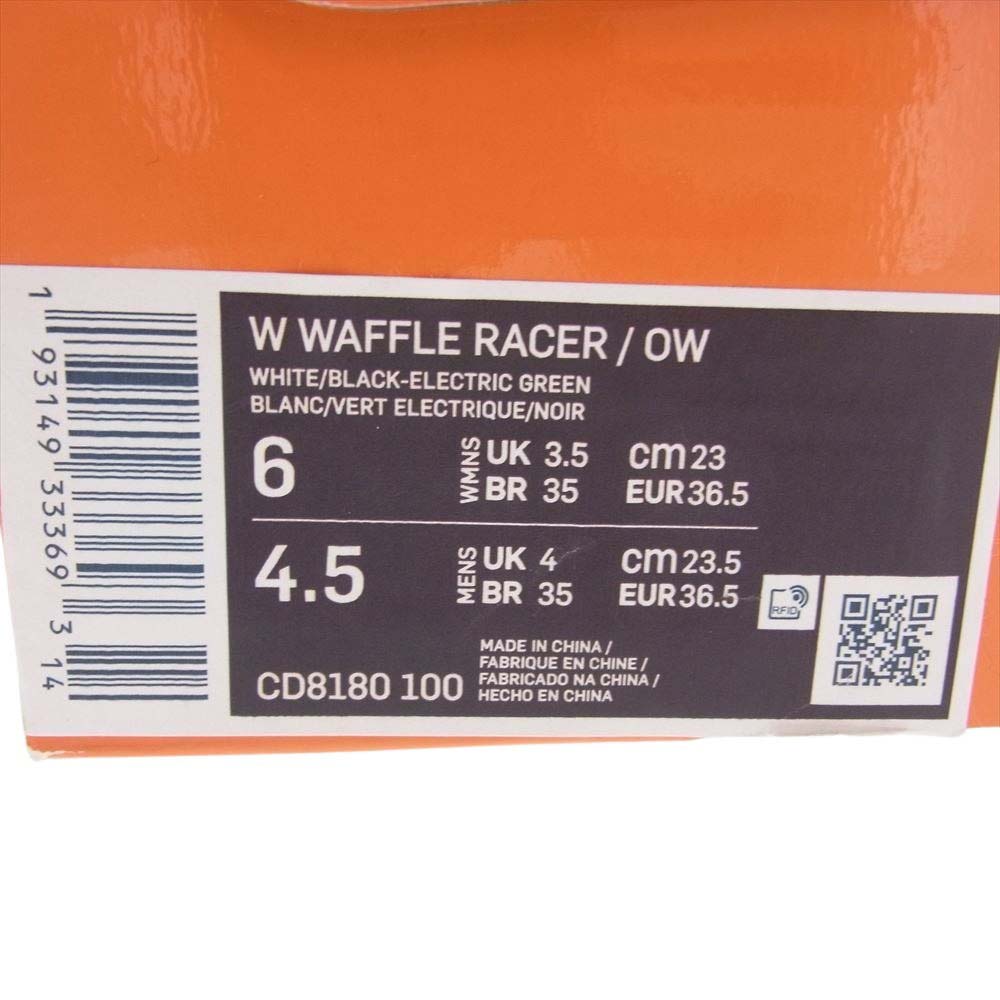 W WAFFLE RACER / OW
WHITE/BLACK-ELECTRIC GREEN
BLANC/VERT ELECTRIQUE/NOIR
6 WMNS UK 3.5 cm 23
BR 35 EUR 36.5
4.5 MENS UK 4 cm 23.5
BR 35 EUR 36.5
RFID
CD8180 100
MADE IN CHINA /
FABRIQUE EN CHINE /
FABRICADO NA CHINA /
HECHO EN CHINA
1 93149 33369 3 14